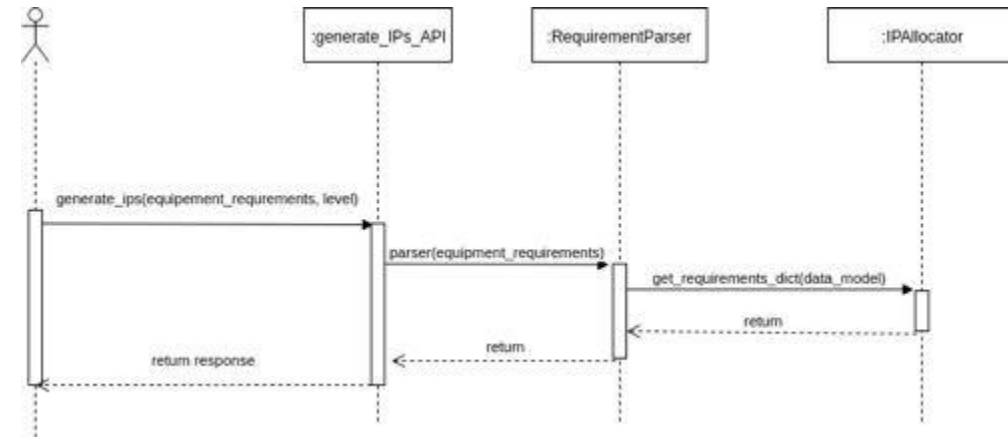 :generate_IPs_API
:RequirementParser
:IPAllocator
generate_ips(equipement_requrements, level)
parser(equipment_requirements)
get_requirements_dict(data_model)
return
return
return response